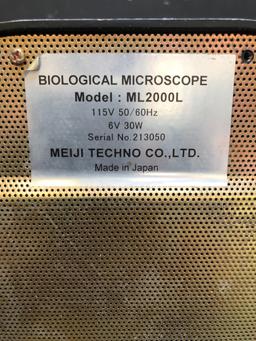 BIOLOGICAL MICROSCOPE
Model : ML2000L
115V 50/60Hz
6V 30W
Serial No.213050
MEIJI TECHNO CO.,LTD.
Made in Japan